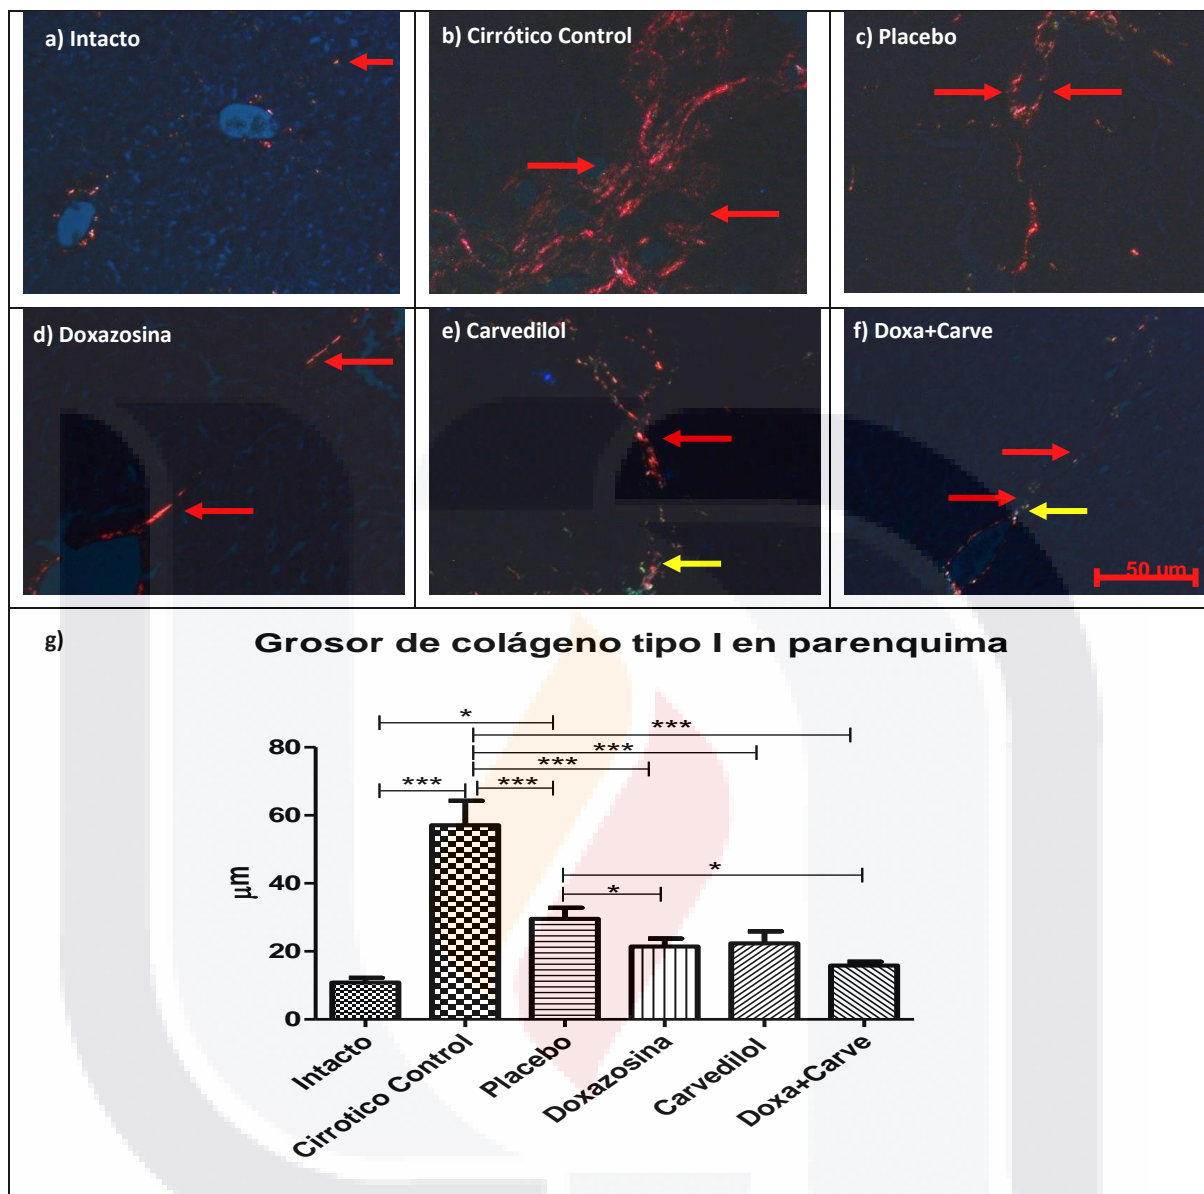 a) Intacto
b) Cirrótico Control
c) Placebo
d) Doxazosina
e) Carvedilol
f) Doxa+Carve
50 um
g)
Grosor de colágeno tipo I en parenquima
*
***
***
***
*** ***
*
*
80
60
40
20
0
µm
Intacto
Cirrotico Control
Placebo
Doxazosina
Carvedilol
Doxa+Carve